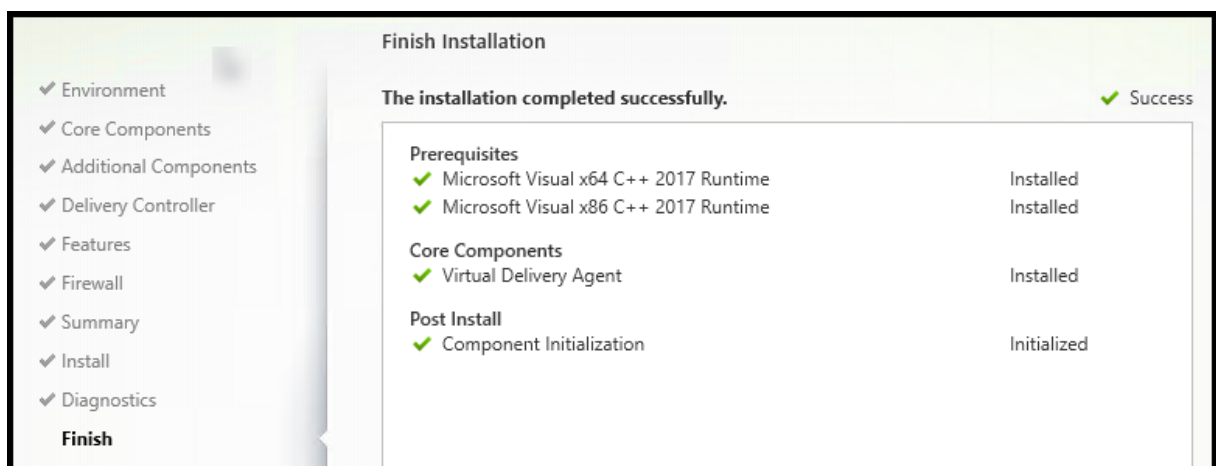 Finish Installation
Environment
Core Components
Additional Components
Delivery Controller
Features
Firewall
Summary
Install
Diagnostics
Finish
The installation completed successfully. Success
Prerequisites
Microsoft Visual x64 C++ 2017 Runtime Installed
Microsoft Visual x86 C++ 2017 Runtime Installed
Core Components
Virtual Delivery Agent Installed
Post Install
Component Initialization Initialized